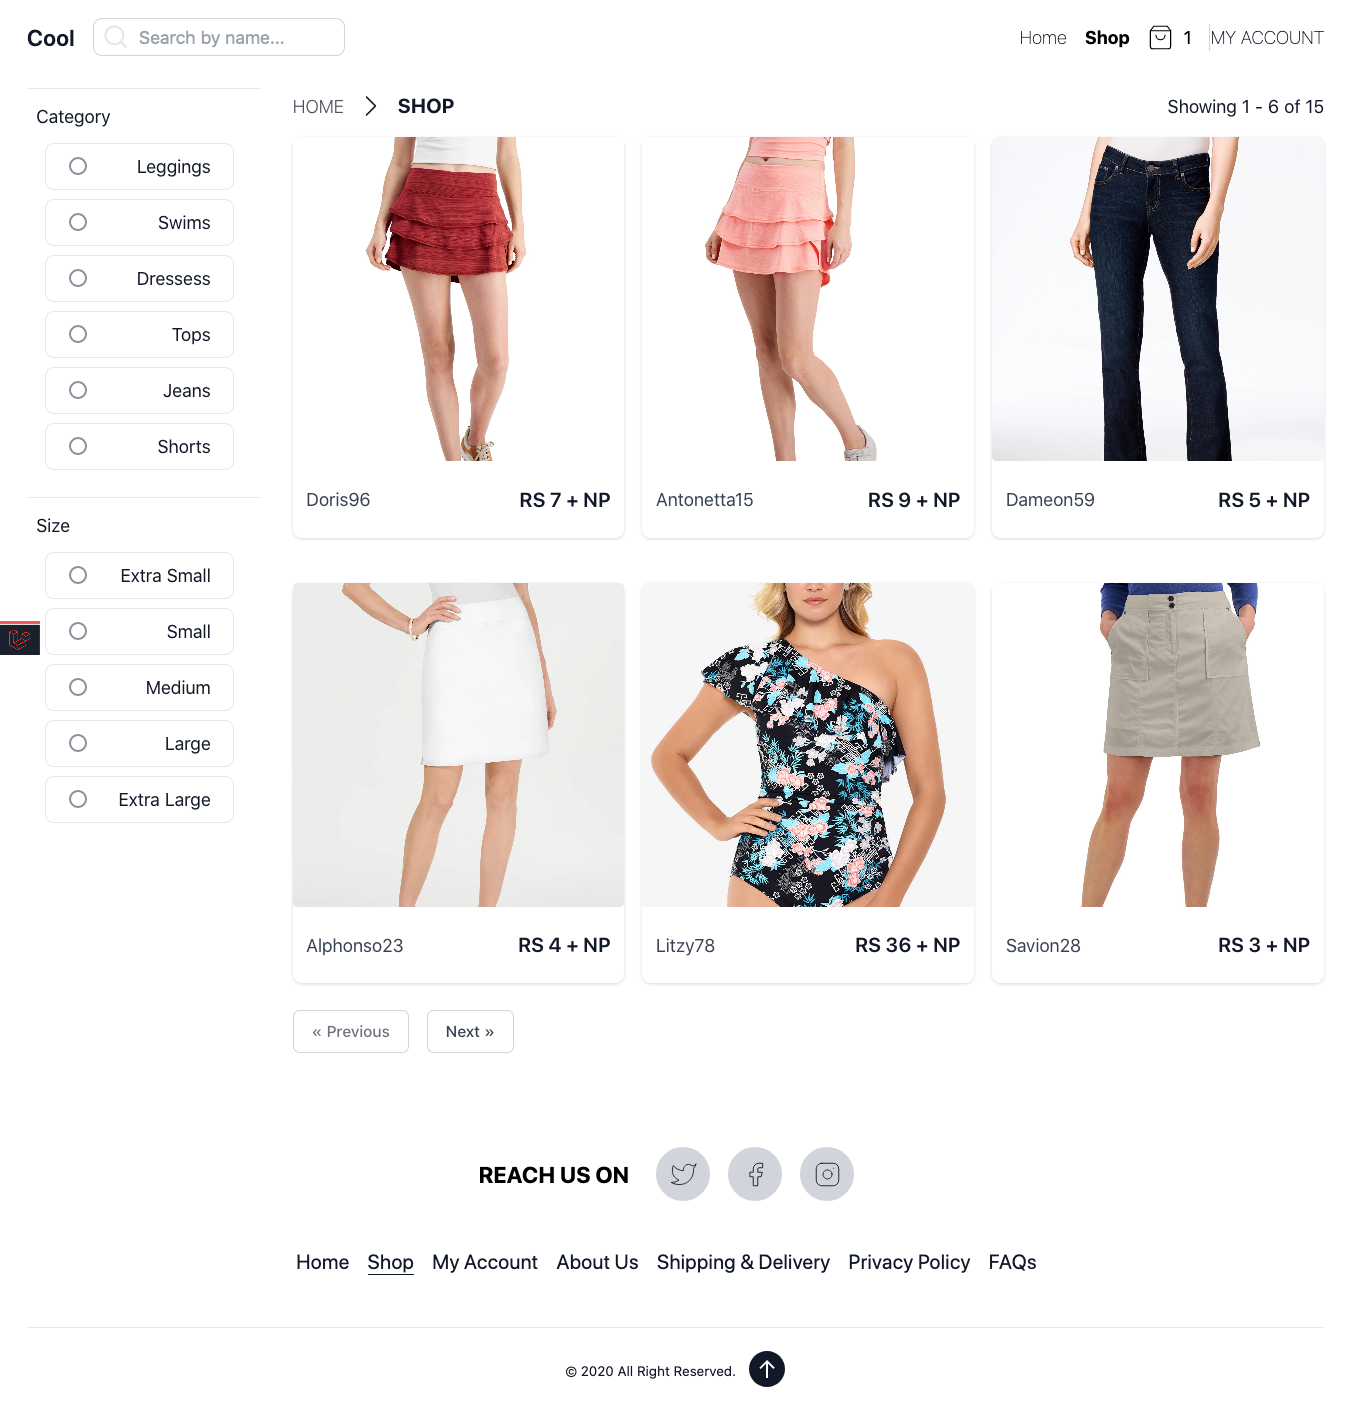 Cool
Search by name...
Home Shop 1 MY ACCOUNT
Category
Leggings
Swims
Dressess
Tops
Jeans
Shorts
Size
Extra Small
Small
Medium
Large
Extra Large
HOME SHOP
Showing 1 - 6 of 15
Doris96 RS 7 + NP
Antonetta15 RS 9 + NP
Dameon59 RS 5 + NP
Alphonso23 RS 4 + NP
Litzy78 RS 36 + NP
Savion28 RS 3 + NP
« Previous Next »
REACH US ON
Home Shop My Account About Us Shipping & Delivery Privacy Policy FAQs
© 2020 All Right Reserved.